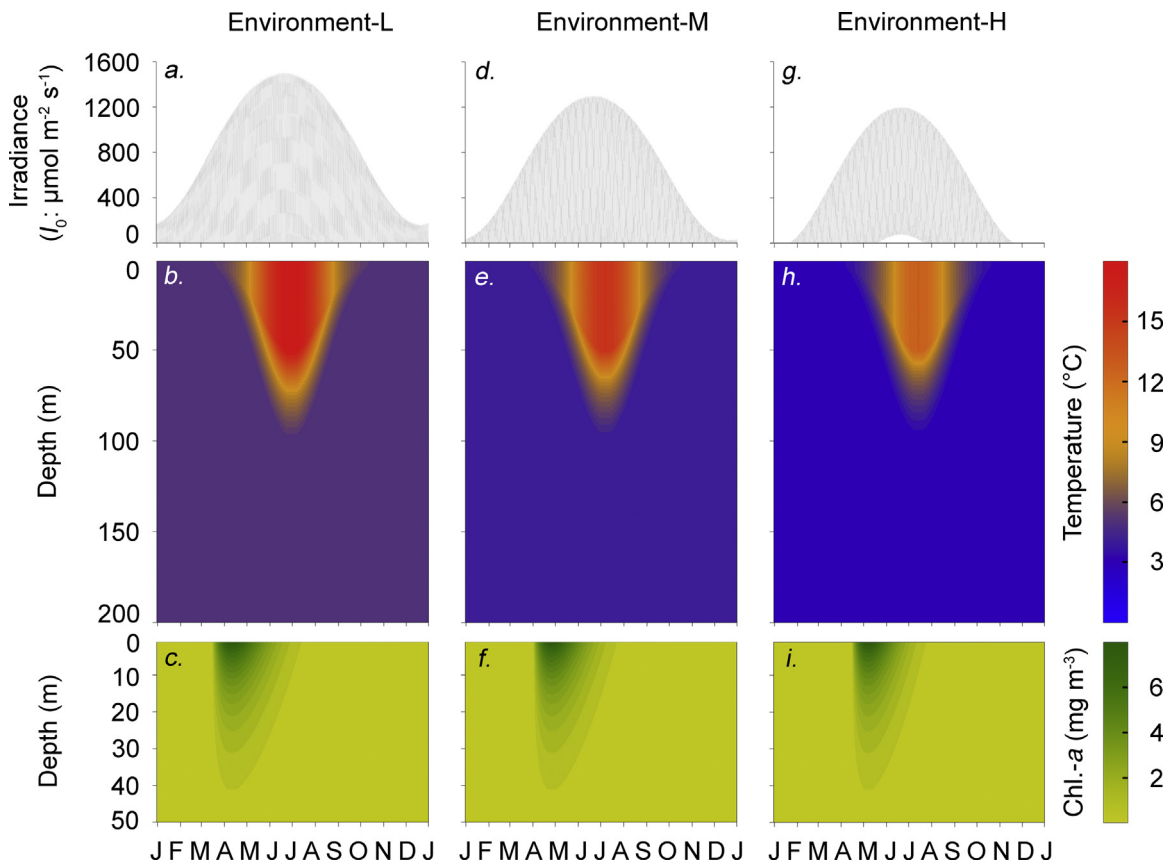 Environment-L
Environment-M
Environment-H
Irradiance
(I₀: µmol m⁻² s⁻¹)
1600
1200
800
400
0
a.
d.
g.
Depth (m)
0
50
100
150
200
b.
e.
h.
Temperature (°C)
15
12
9
6
3
Depth (m)
0
10
20
30
40
50
c.
f.
i.
Chl.-a (mg m⁻³)
6
4
2
J F M A M J J A S O N D J
J F M A M J J A S O N D J
J F M A M J J A S O N D J